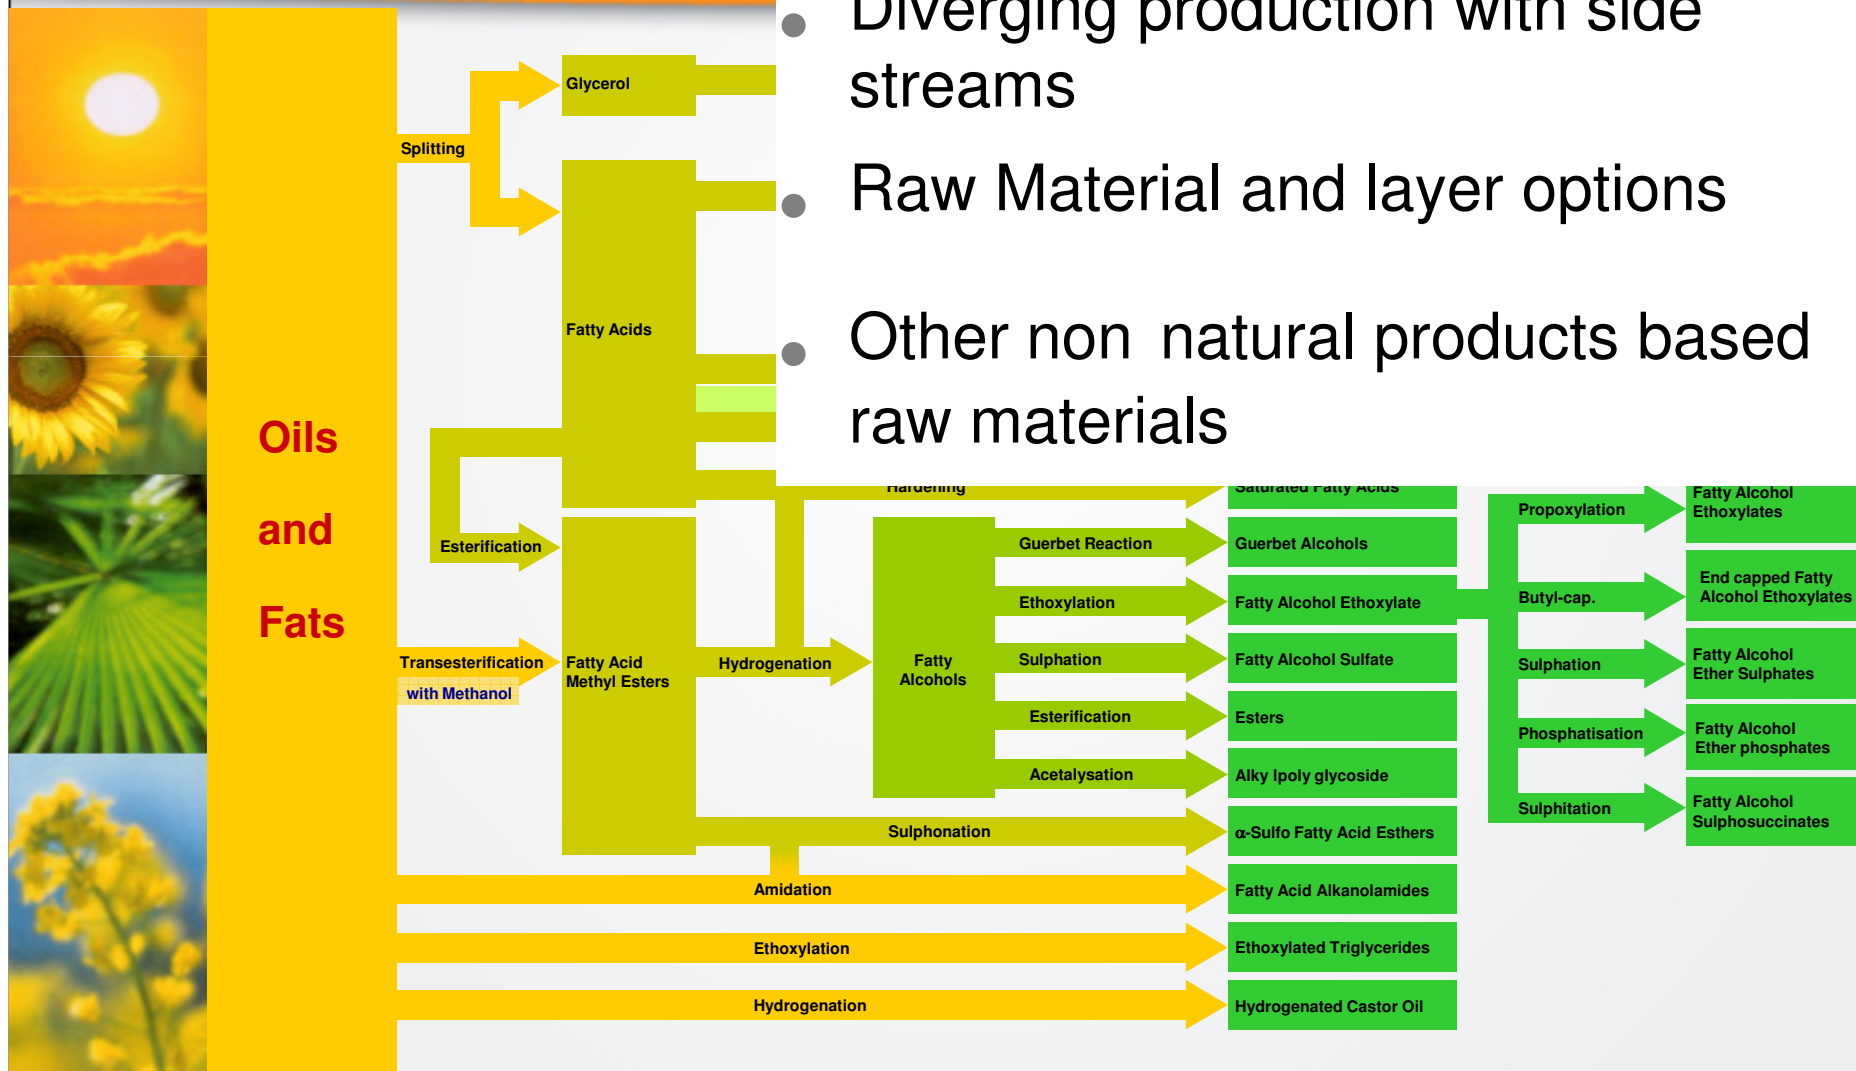 Diverging production with side
streams
Raw Material and layer options
Other non natural products based
raw materials
Glycerol
Splitting
Fatty Acids
Oils
and
Fats
Esterification
Transesterification
with Methanol
Fatty Acid
Methyl Esters
Hydrogenation
Hardening
Saturated Fatty Acids
Fatty
Alcohols
Guerbet Reaction
Guerbet Alcohols
Ethoxylation
Fatty Alcohol Ethoxylate
Sulphation
Fatty Alcohol Sulfate
Esterification
Esters
Acetalysation
Alky lpoly glycoside
Sulphonation
α-Sulfo Fatty Acid Esthers
Amidation
Fatty Acid Alkanolamides
Ethoxylation
Ethoxylated Triglycerides
Hydrogenation
Hydrogenated Castor Oil
Propoxylation
Fatty Alcohol
Ethoxylates
Butyl-cap.
End capped Fatty
Alcohol Ethoxylates
Sulphation
Fatty Alcohol
Ether Sulphates
Phosphatisation
Fatty Alcohol
Ether phosphates
Sulphitation
Fatty Alcohol
Sulphosuccinates